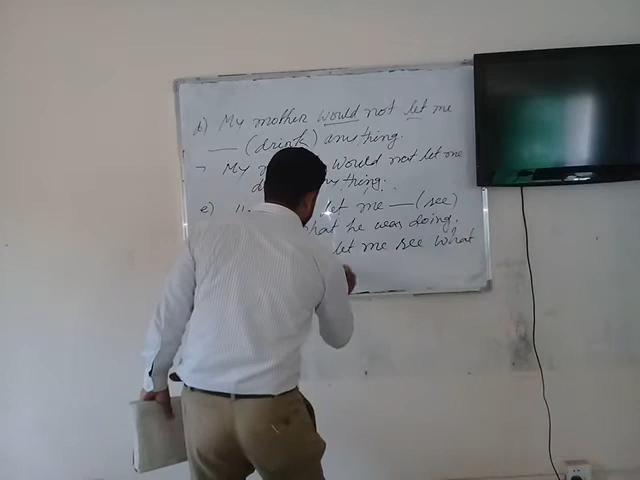 d) My mother would not let me
— (drink) anything.
→ My would not let me
anything.
e) let me — (see)
what he was doing.
let me see what